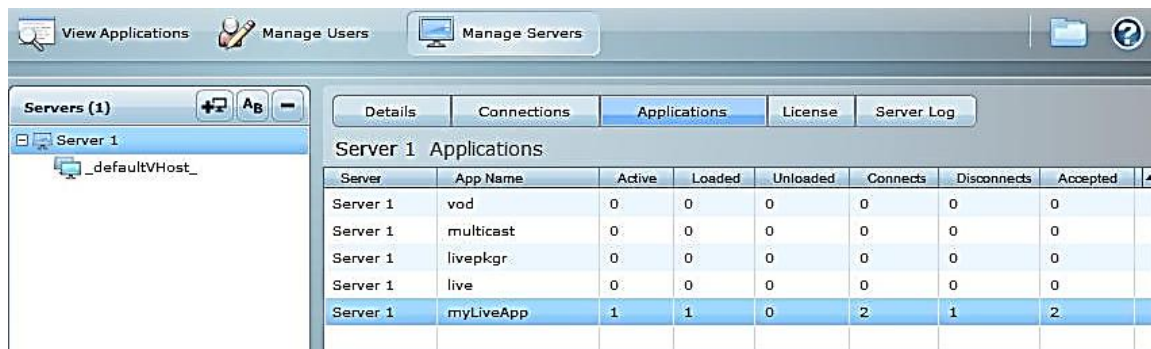 View Applications Manage Users Manage Servers
Servers (1) AB
Server 1
_defaultVHost_
Details Connections Applications License Server Log
Server 1 Applications
Server App Name Active Loaded Unloaded Connects Disconnects Accepted
Server 1 vod 0 0 0 0 0 0
Server 1 multicast 0 0 0 0 0 0
Server 1 livepkgr 0 0 0 0 0 0
Server 1 live 0 0 0 0 0 0
Server 1 myLiveApp 1 1 0 2 1 2